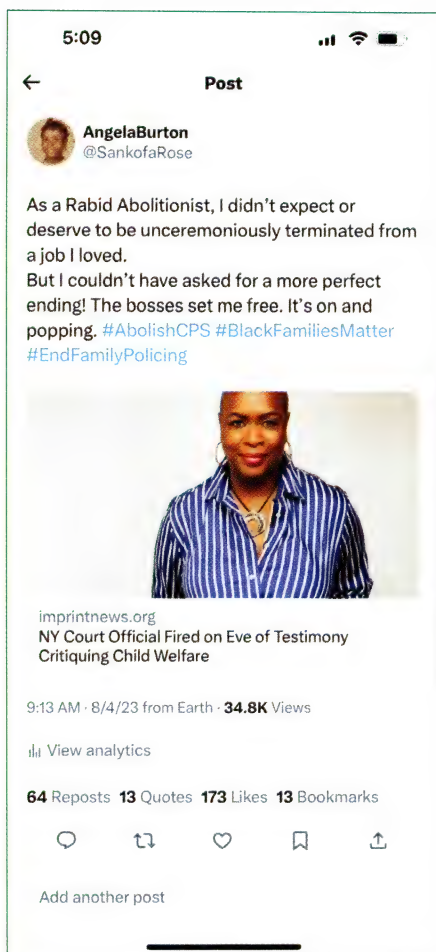 5:09
Post
AngelaBurton
@SankofaRose
As a Rabid Abolitionist, I didn't expect or
deserve to be unceremoniously terminated from
a job I loved.
But I couldn't have asked for a more perfect
ending! The bosses set me free. It's on and
popping. #AbolishCPS #BlackFamiliesMatter
#EndFamilyPolicing
imprintnews.org
NY Court Official Fired on Eve of Testimony
Critiquing Child Welfare
9:13 AM · 8/4/23 from Earth · 34.8K Views
View analytics
64 Reposts 13 Quotes 173 Likes 13 Bookmarks
Add another post